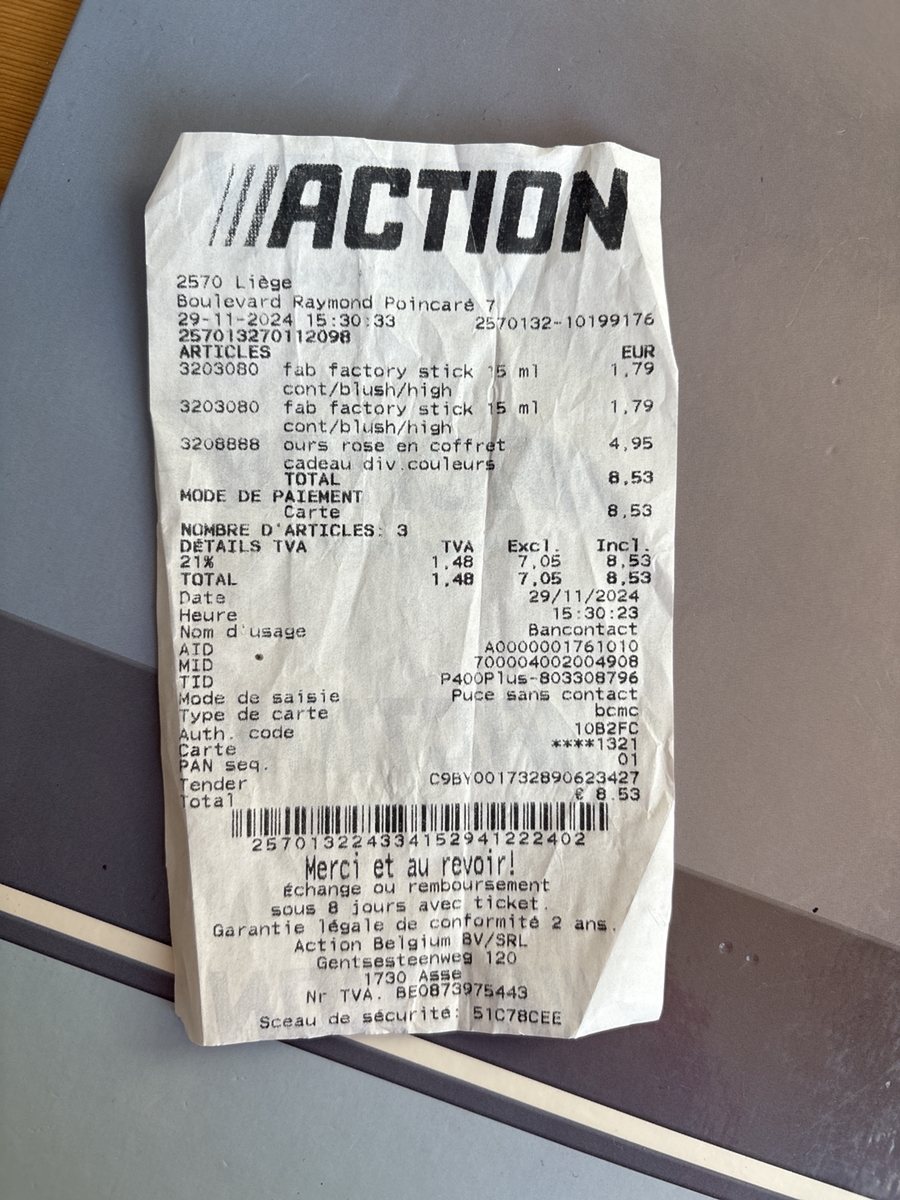 ACTION
2570 Liège
Boulevard Raymond Poincaré 7
29-11-2024 15:30:33 2570132-10199176
257013270112098
ARTICLES EUR
3203080 fab factory stick 15 ml 1,79
cont/blush/high
3203080 fab factory stick 15 ml 1,79
cont/blush/high
3208888 ours rose en coffret 4,95
cadeau div.couleurs
TOTAL 8,53
MODE DE PAIEMENT
Carte 8,53
NOMBRE D'ARTICLES: 3
DÉTAILS TVA TVA Excl. Incl.
21% 1,48 7,05 8,53
TOTAL 1,48 7,05 8,53
Date 29/11/2024
Heure 15:30:23
Nom d'usage Bancontact
AID A0000001761010
MID 700004002004908
TID P400Plus-803308796
Mode de saisie Puce sans contact
Type de carte bcmc
Auth. code 10B2FC
Carte ****1321
PAN seq. 01
Tender C9BY001732890623427
Total € 8.53
257013224334152941222402
Merci et au revoir!
échange ou remboursement
sous 8 jours avec ticket.
Garantie légale de conformité 2 ans.
Action Belgium BV/SRL
Gentsesteenweg 120
1730 Asse
Nr TVA. BE0873975443
Sceau de sécurité: 51C78CEE